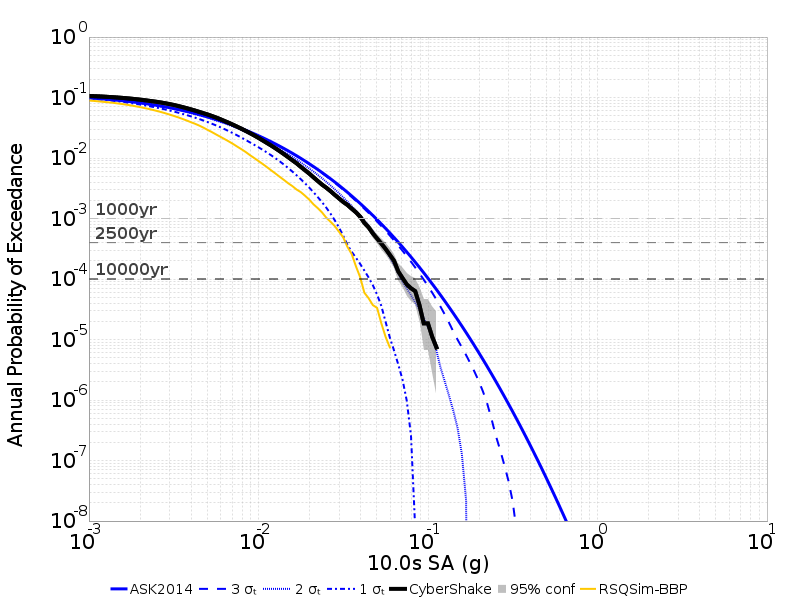 10^0
10^-1
10^-2
10^-3
10^-4
10^-5
10^-6
10^-7
10^-8
Annual Probability of Exceedance
1000yr
2500yr
10000yr
10^-3 10^-2 10^-1 10^0 10^1
10.0s SA (g)
ASK2014 3 σₜ 2 σₜ 1 σₜ CyberShake 95% conf RSQSim-BBP